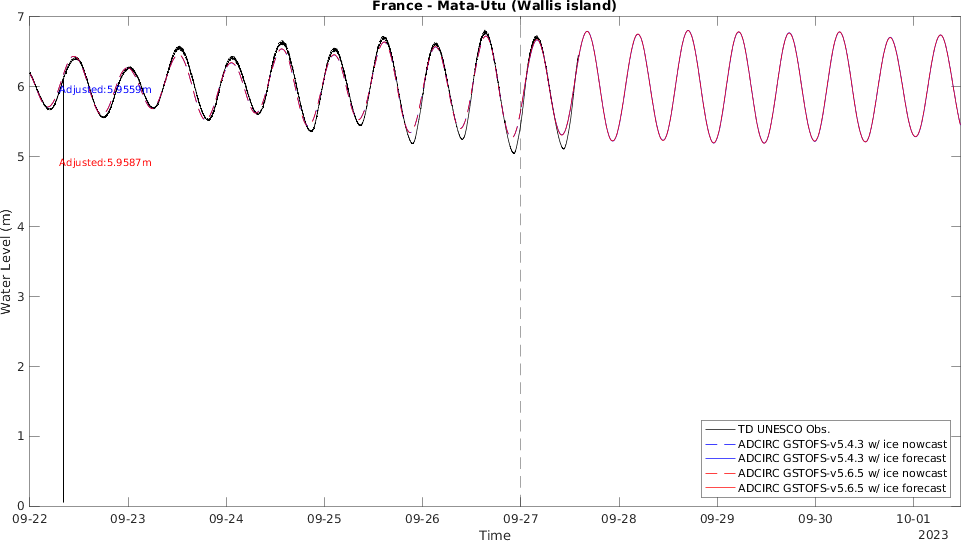 France - Mata-Utu (Wallis island)
7
6
5
4
3
2
1
0
Water Level (m)
Adjusted:5.9559m
Adjusted:5.9587m
TD UNESCO Obs.
ADCIRC GSTOFS-v5.4.3 w/ ice nowcast
ADCIRC GSTOFS-v5.4.3 w/ ice forecast
ADCIRC GSTOFS-v5.6.5 w/ ice nowcast
ADCIRC GSTOFS-v5.6.5 w/ ice forecast
09-22 09-23 09-24 09-25 09-26 09-27 09-28 09-29 09-30 10-01
Time
2023